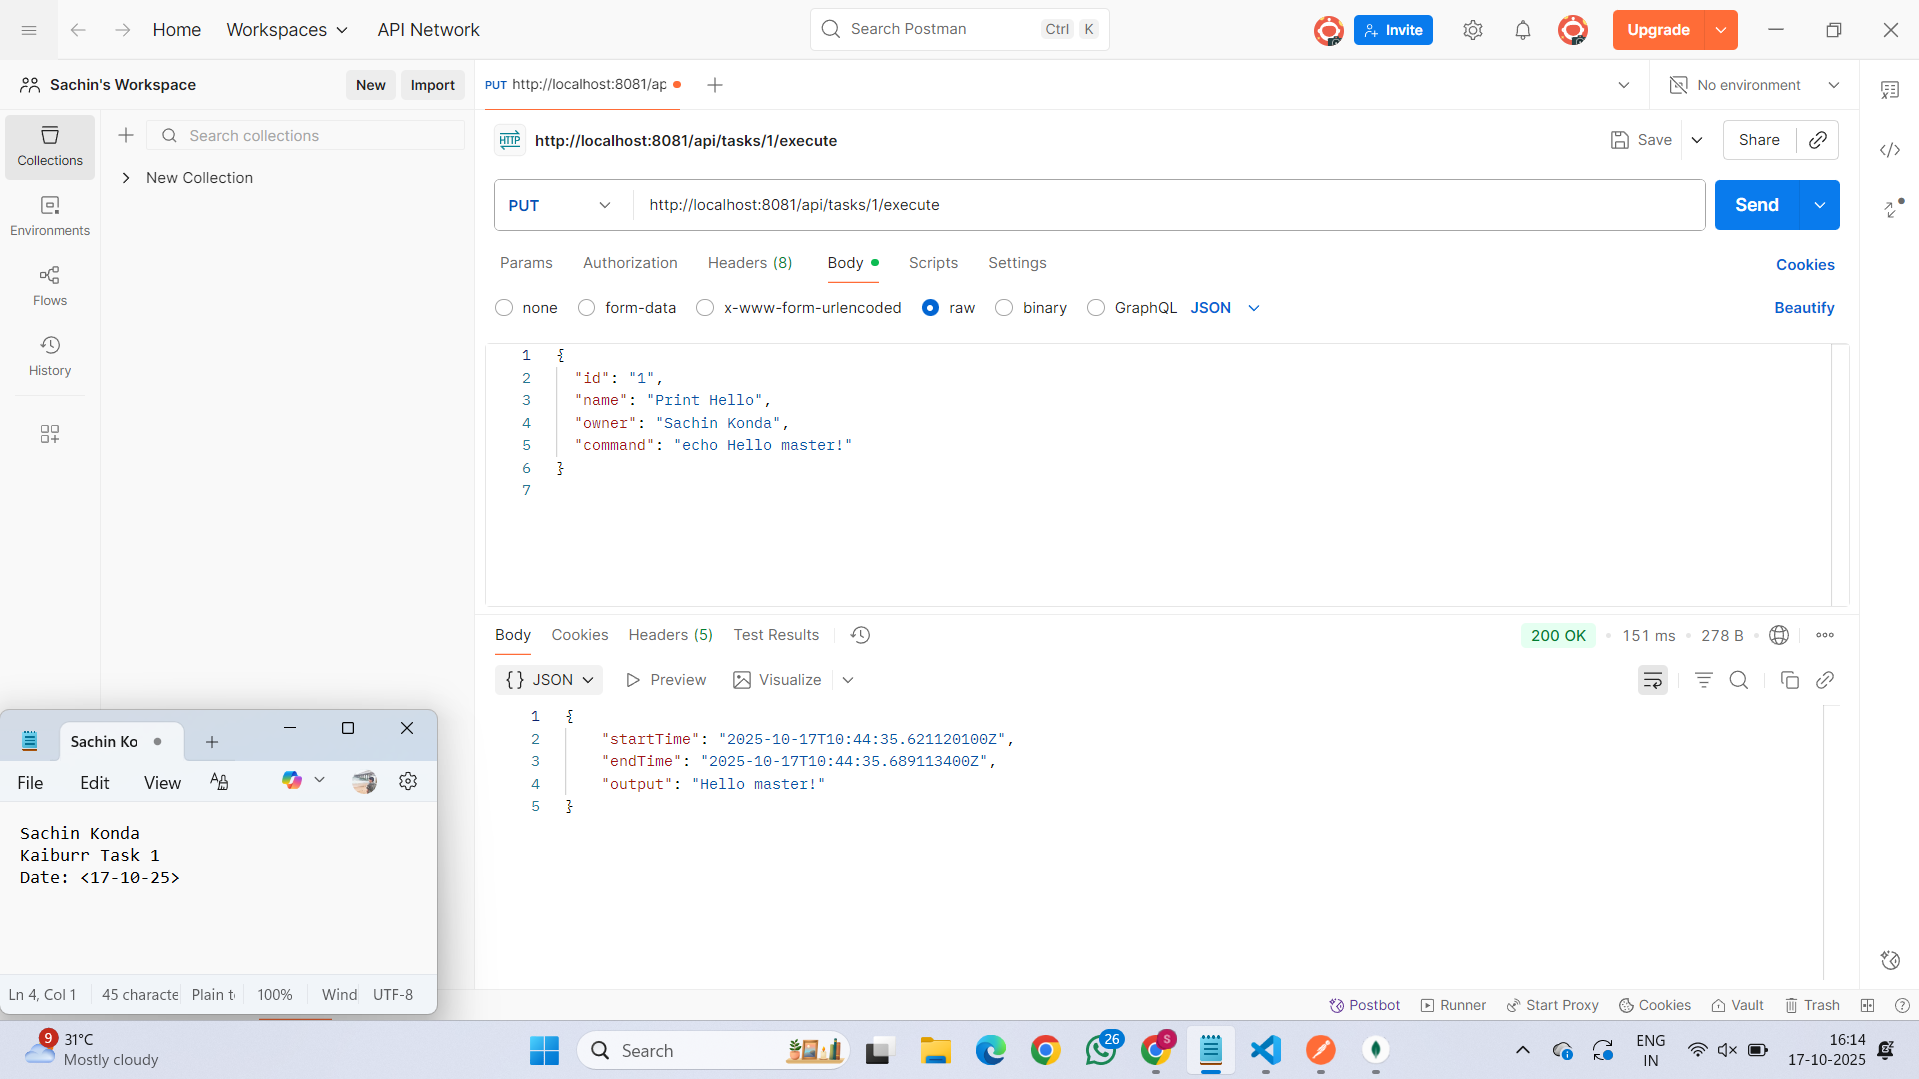 Home
Workspaces
API Network
Search Postman
Ctrl K
Invite
Upgrade
Sachin's Workspace
New
Import
PUT http://localhost:8081/ap
No environment
Collections
Environments
Flows
History
Search collections
New Collection
HTTP http://localhost:8081/api/tasks/1/execute
Save
Share
PUT
http://localhost:8081/api/tasks/1/execute
Send
Params
Authorization
Headers (8)
Body
Scripts
Settings
Cookies
none
form-data
x-www-form-urlencoded
raw
binary
GraphQL
JSON
Beautify
1 {
2 "id": "1",
3 "name": "Print Hello",
4 "owner": "Sachin Konda",
5 "command": "echo Hello master!"
6 }
7
Body
Cookies
Headers (5)
Test Results
200 OK
151 ms
278 B
{} JSON
Preview
Visualize
1 {
2 "startTime": "2025-10-17T10:44:35.621120100Z",
3 "endTime": "2025-10-17T10:44:35.689113400Z",
4 "output": "Hello master!"
5 }
Sachin Ko
File
Edit
View
Sachin Konda
Kaiburr Task 1
Date: <17-10-25>
Ln 4, Col 1
45 characte
Plain t
100%
Wind
UTF-8
Postbot
Runner
Start Proxy
Cookies
Vault
Trash
9
31°C
Mostly cloudy
Search
26
S
ENG
IN
16:14
17-10-2025